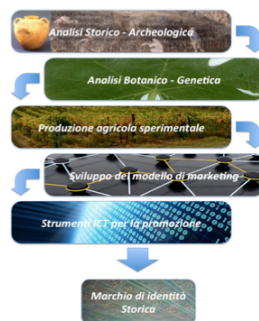 Analisi Storico - Archeologica
Analisi Botanico - Genetica
Produzione agricola sperimentale
Sviluppo del modello di marketing
Strumenti ICT per la promozione
Marchio di identità
Storica